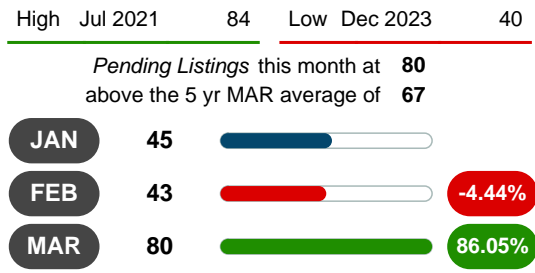 High Jul 2021 84 Low Dec 2023 40
Pending Listings this month at 80
above the 5 yr MAR average of 67
JAN 45
FEB 43 -4.44%
MAR 80 86.05%